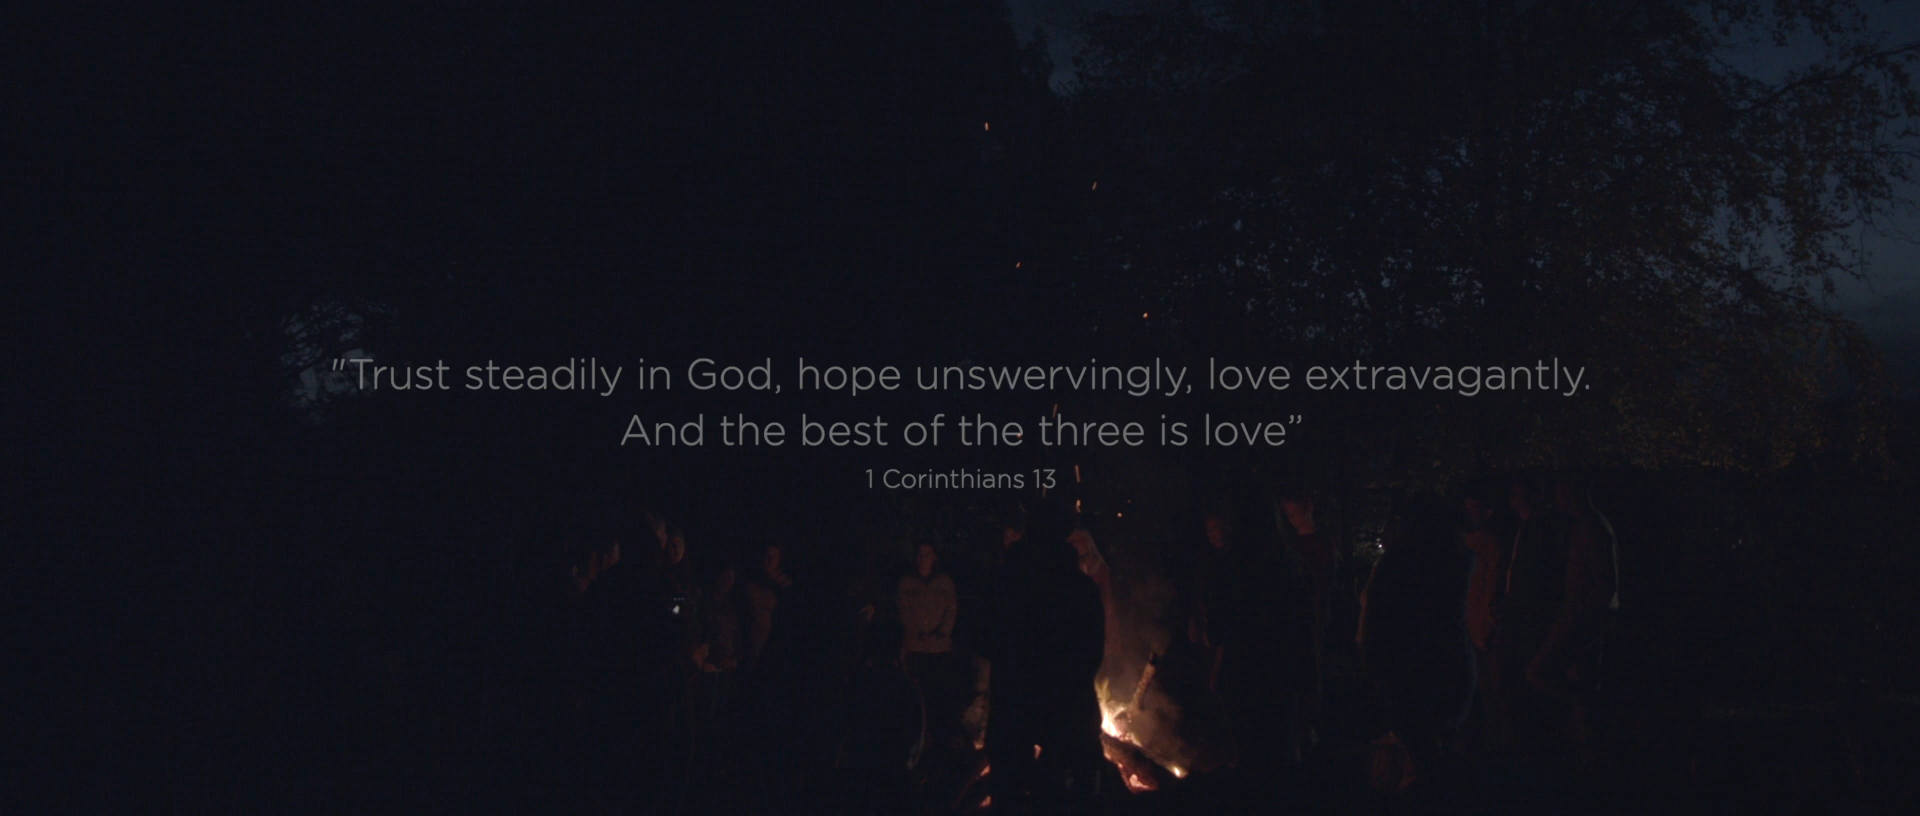 "Trust steadily in God, hope unswervingly, love extravagantly.
And the best of the three is love”
1 Corinthians 13